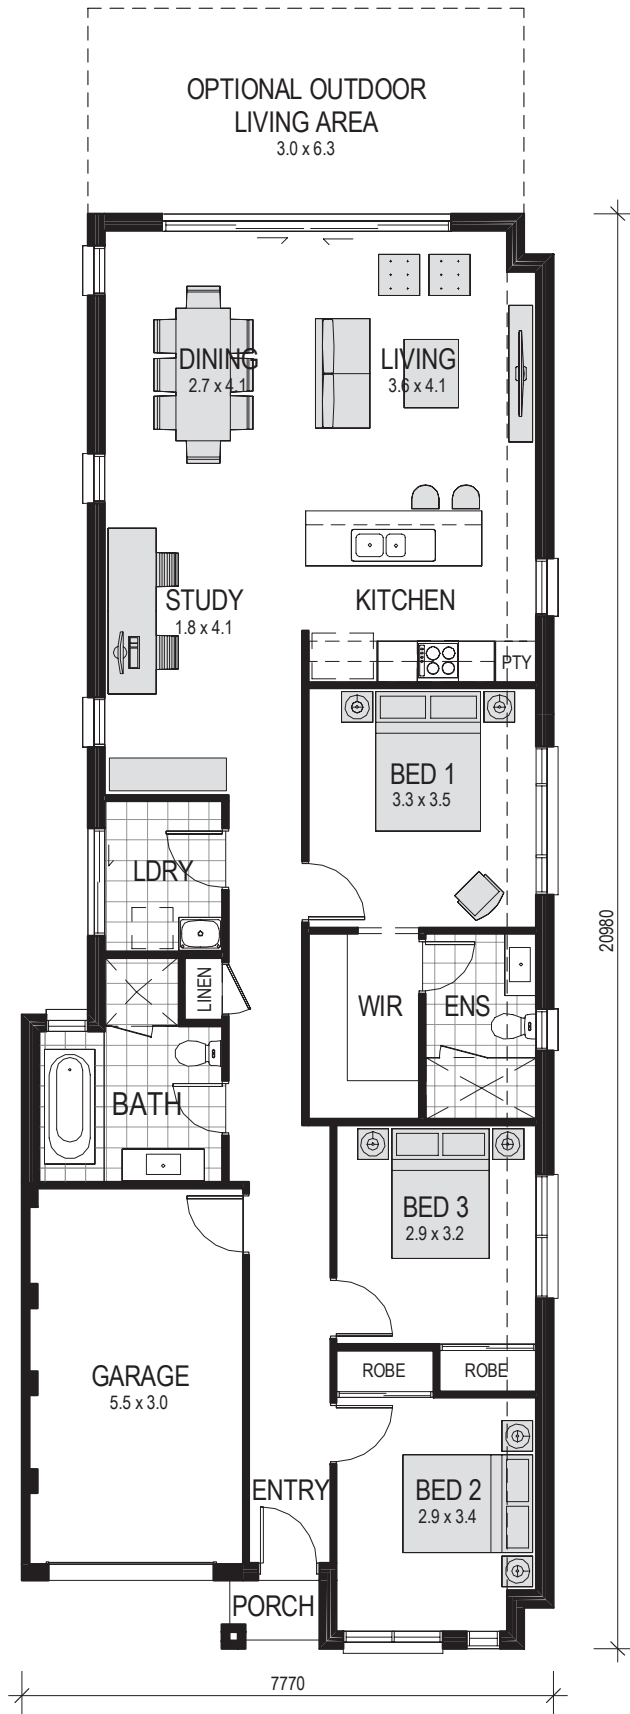 OPTIONAL OUTDOOR
LIVING AREA
3.0 x 6.3
DINING
2.7 x 4.1
LIVING
3.6 x 4.1
STUDY
1.8 x 4.1
KITCHEN
PTY
BED 1
3.3 x 3.5
LDRY
LINEN
WIR
ENS
BATH
BED 3
2.9 x 3.2
GARAGE
5.5 x 3.0
ROBE
ROBE
ENTRY
BED 2
2.9 x 3.4
PORCH
7770
20980